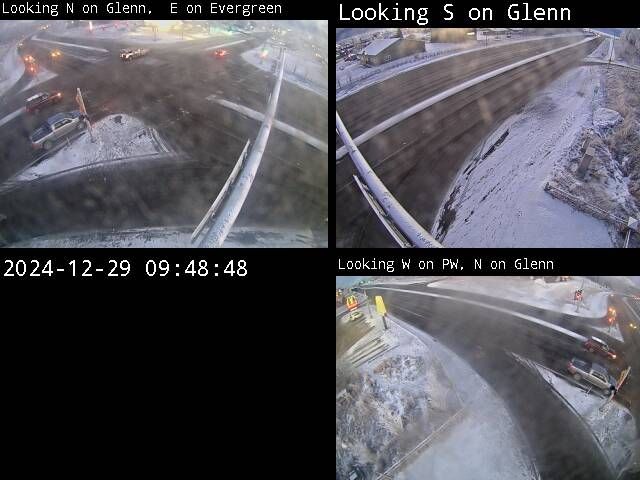 Looking N on Glenn,  E on Evergreen
Looking S on Glenn
2024-12-29 09:48:48
Looking W on PW, N on Glenn